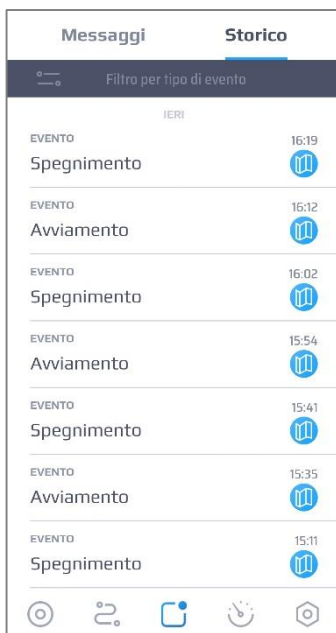 Messaggi Storico
Filtro per tipo di evento
IERI
EVENTO 16:19
Spegnimento
EVENTO 16:12
Avviamento
EVENTO 16:02
Spegnimento
EVENTO 15:54
Avviamento
EVENTO 15:41
Spegnimento
EVENTO 15:35
Avviamento
EVENTO 15:11
Spegnimento